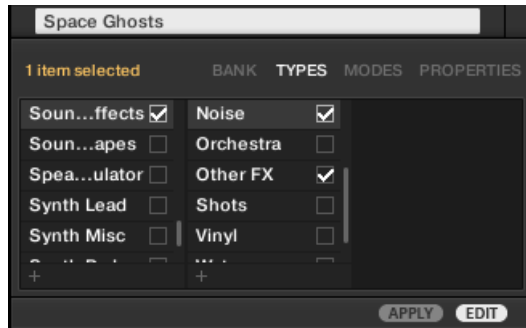 Space Ghosts
1 item selected BANK TYPES MODES PROPERTIES
Soun...ffects Noise
Soun...apes Orchestra
Spea...ulator Other FX
Synth Lead Shots
Synth Misc Vinyl
+ +
APPLY EDIT